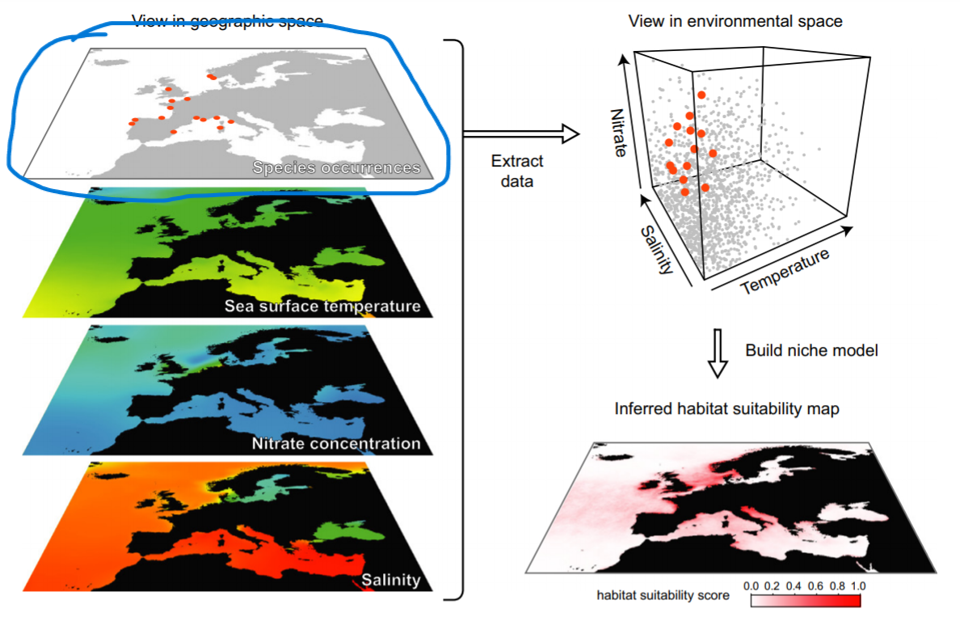 View in geographic space
Species occurrences
Sea surface temperature
Nitrate concentration
Salinity
Extract
data
View in environmental space
Nitrate
Salinity
Temperature
Build niche model
Inferred habitat suitability map
habitat suitability score
0.0 0.2 0.4 0.6 0.8 1.0